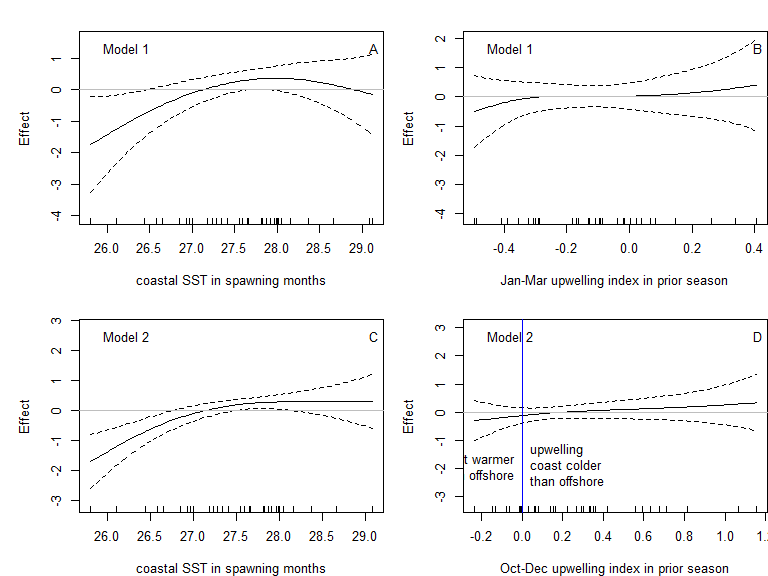 Model 1
A
1
0
-1
-2
-3
-4
Effect
26.0 26.5 27.0 27.5 28.0 28.5 29.0
coastal SST in spawning months
Model 1
B
2
1
0
-1
-2
-3
-4
Effect
-0.4 -0.2 0.0 0.2 0.4
Jan-Mar upwelling index in prior season
Model 2
C
3
2
1
0
-1
-2
-3
Effect
26.0 26.5 27.0 27.5 28.0 28.5 29.0
coastal SST in spawning months
Model 2
D
3
2
1
0
-1
-2
-3
Effect
t warmer
offshore
upwelling
coast colder
than offshore
-0.2 0.0 0.2 0.4 0.6 0.8 1.0
Oct-Dec upwelling index in prior season